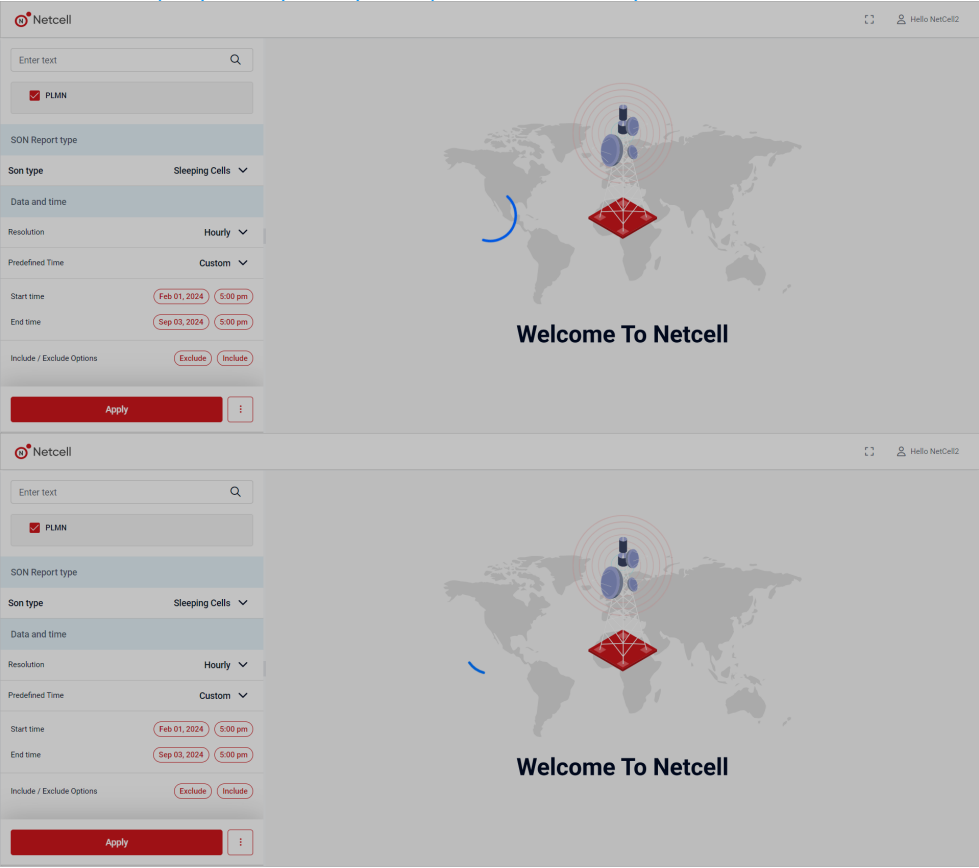 Netcell
Hello NetCell2
Enter text
PLMN
SON Report type
Son type Sleeping Cells
Data and time
Resolution Hourly
Predefined Time Custom
Start time Feb 01, 2024 5:00 pm
End time Sep 03, 2024 5:00 pm
Include / Exclude Options Exclude Include
Apply
Welcome To Netcell
Netcell
Hello NetCell2
Enter text
PLMN
SON Report type
Son type Sleeping Cells
Data and time
Resolution Hourly
Predefined Time Custom
Start time Feb 01, 2024 5:00 pm
End time Sep 03, 2024 5:00 pm
Include / Exclude Options Exclude Include
Apply
Welcome To Netcell